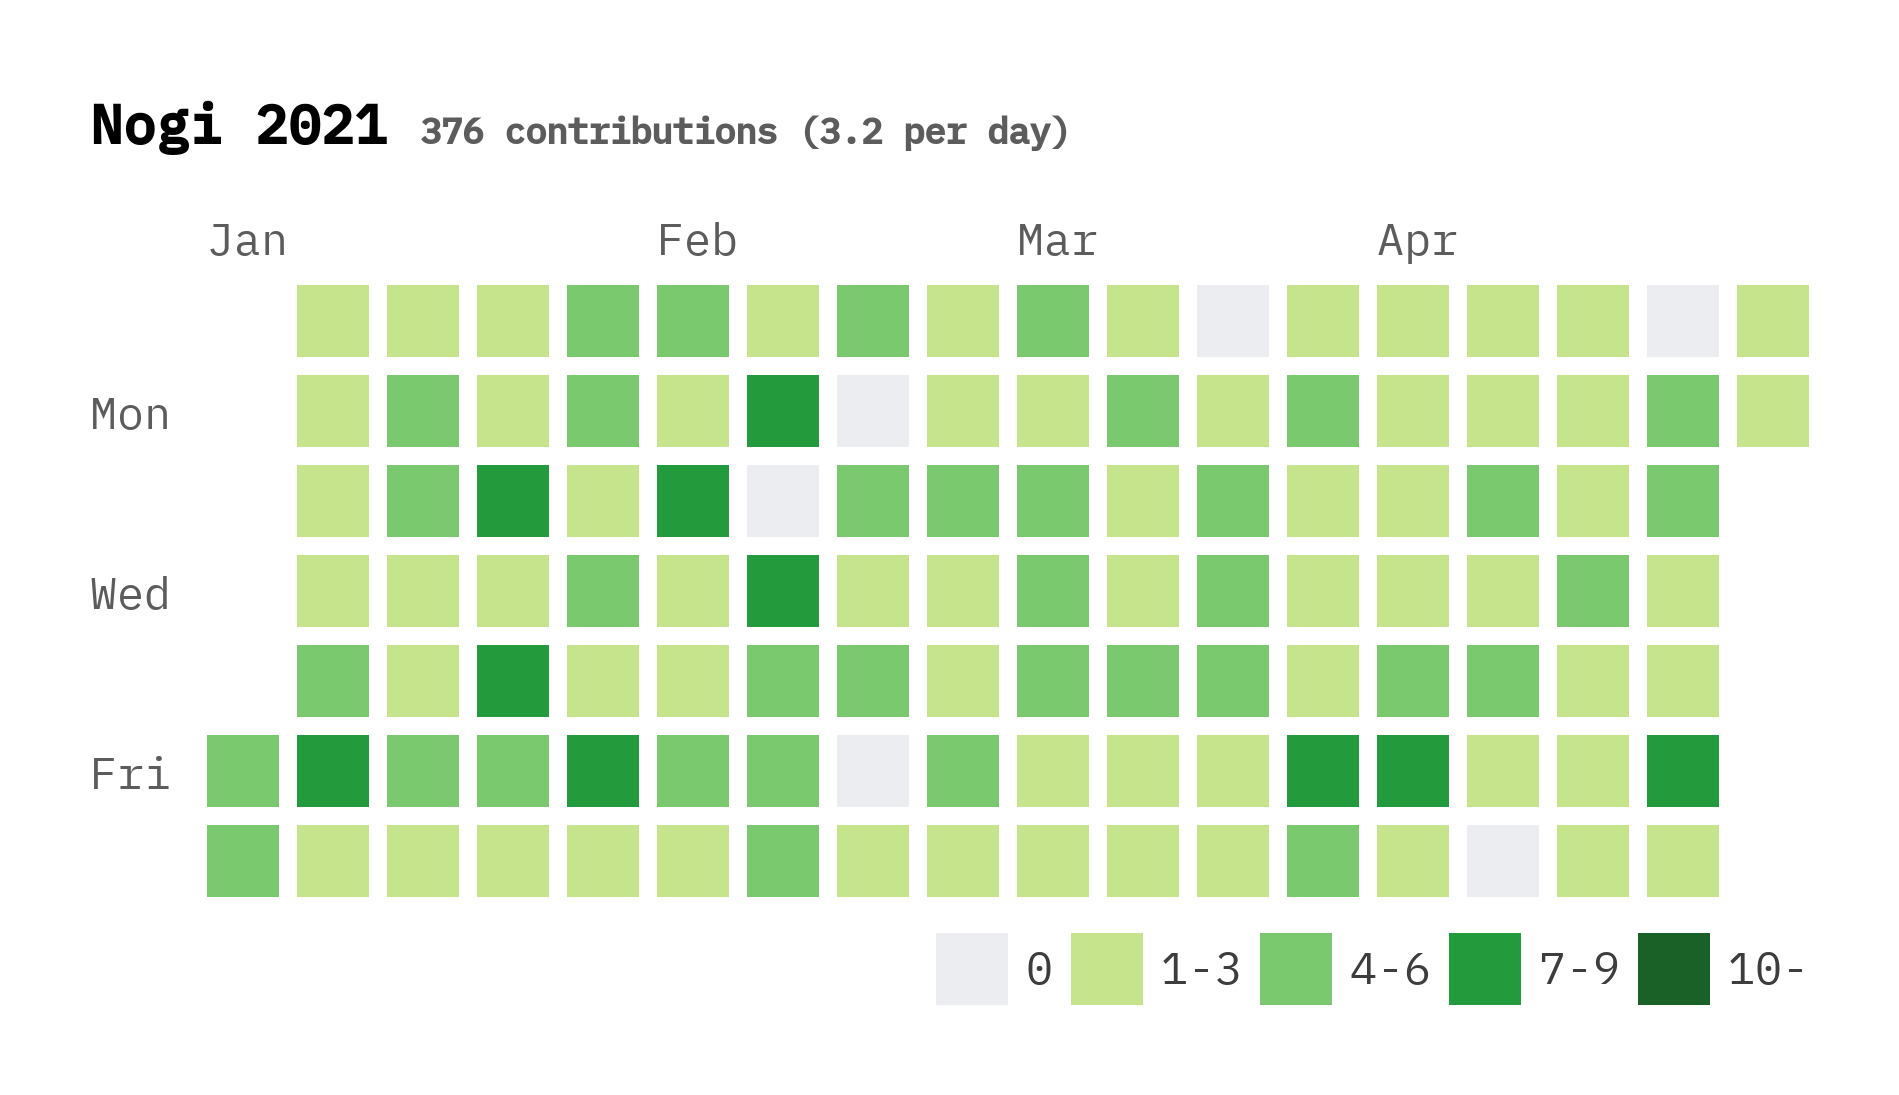 Nogi 2021 376 contributions (3.2 per day)
Jan Feb Mar Apr
Mon
Wed
Fri
0 1-3 4-6 7-9 10-